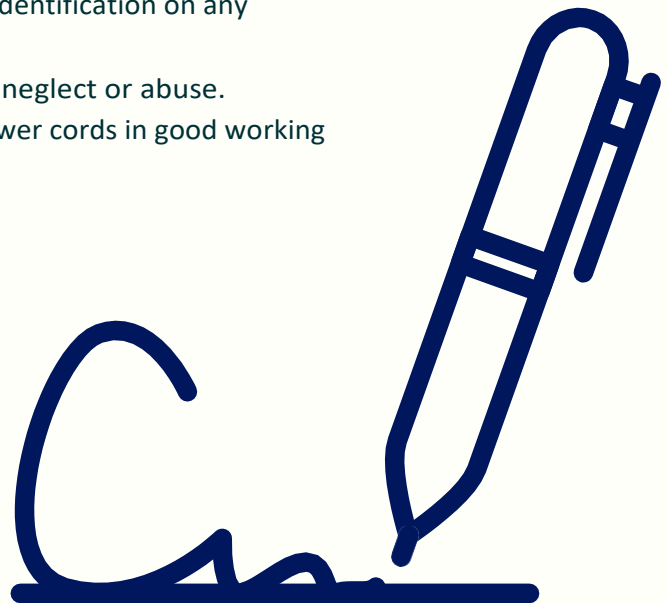 dentification on any
neglect or abuse.
wer cords in good working